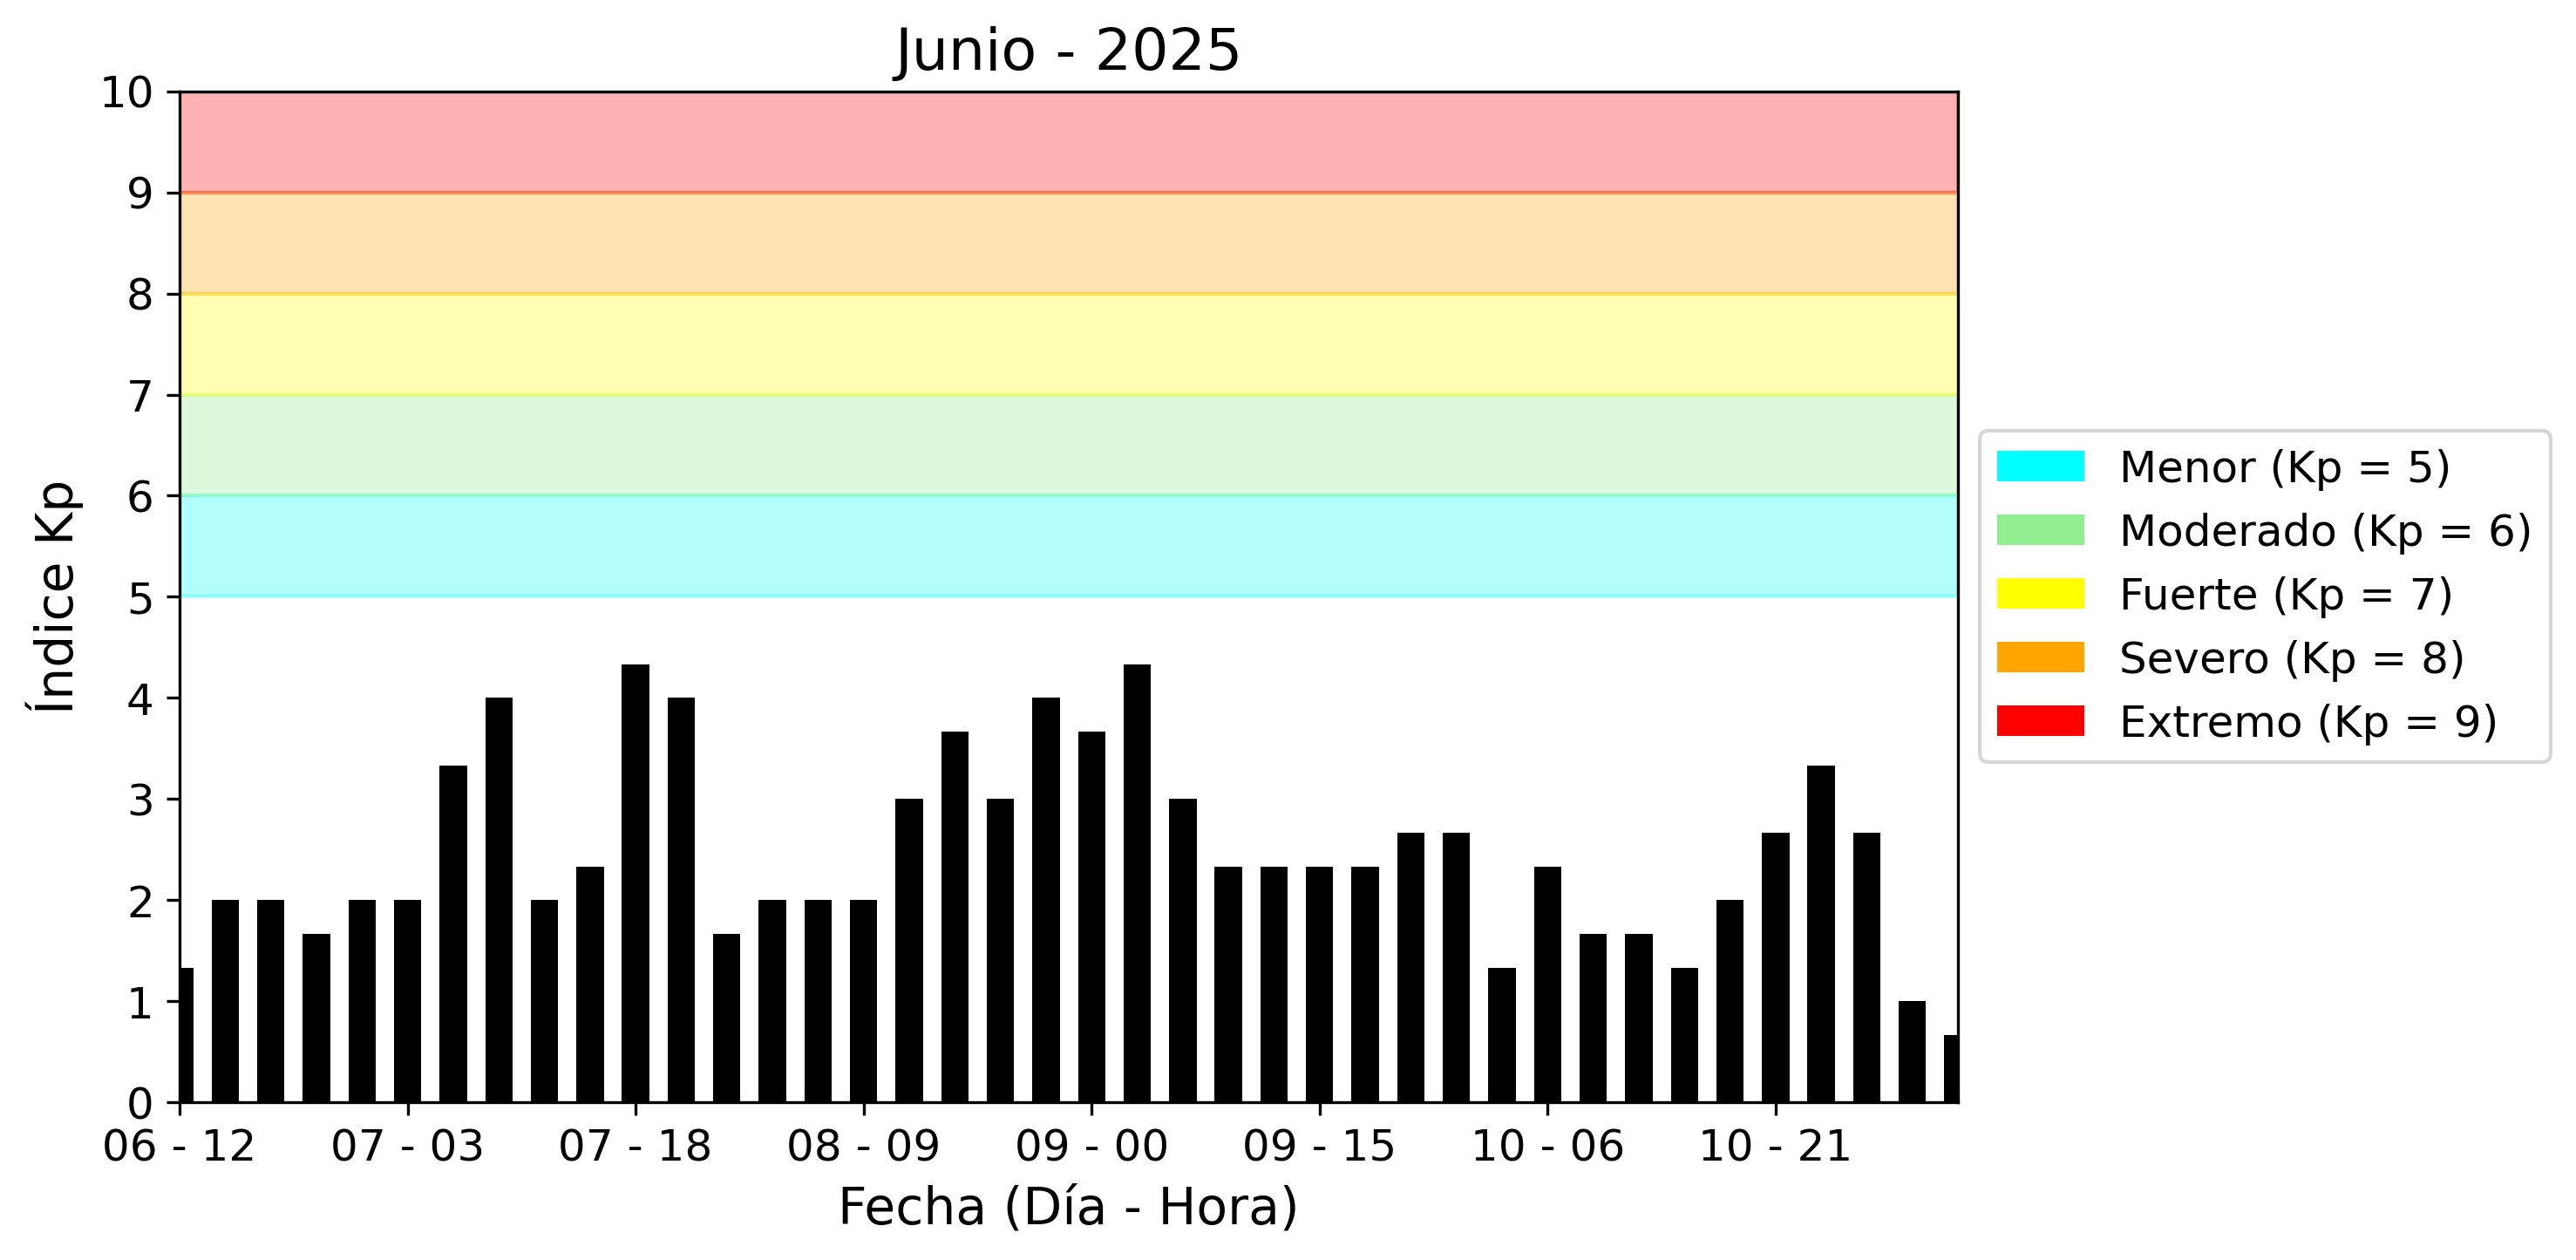 Junio - 2025
Índice Kp
10
9
8
7
6
5
4
3
2
1
0
06 - 12 07 - 03 07 - 18 08 - 09 09 - 00 09 - 15 10 - 06 10 - 21
Fecha (Día - Hora)
Menor (Kp = 5)
Moderado (Kp = 6)
Fuerte (Kp = 7)
Severo (Kp = 8)
Extremo (Kp = 9)